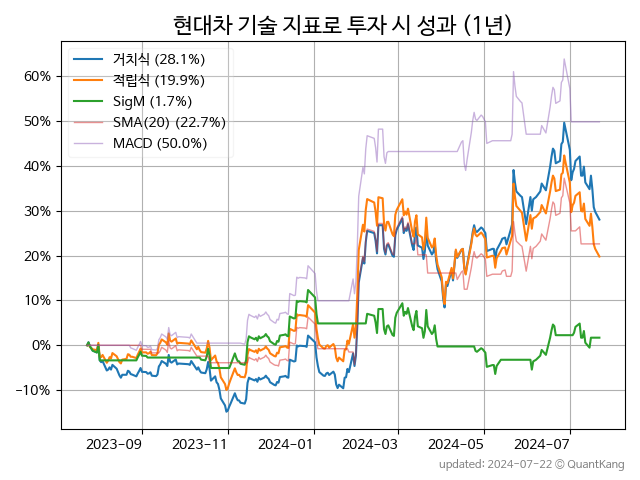 현대차 기술 지표로 투자 시 성과 (1년)
거치식 (28.1%)
적립식 (19.9%)
SigM (1.7%)
SMA(20) (22.7%)
MACD (50.0%)
60%
50%
40%
30%
20%
10%
0%
−10%
2023-09 2023-11 2024-01 2024-03 2024-05 2024-07
updated: 2024-07-22 © QuantKang